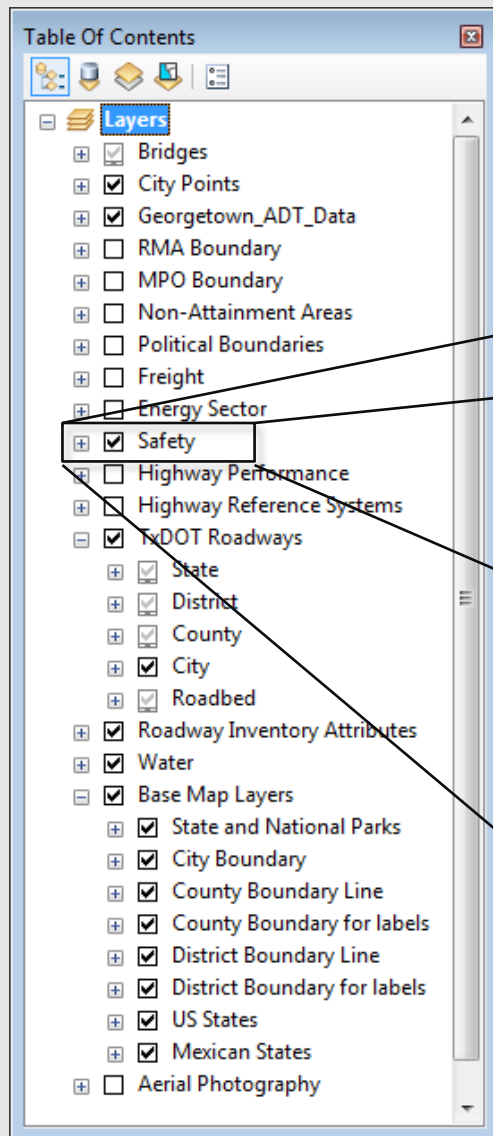 Table Of Contents
Layers
Bridges
City Points
Georgetown_ADT_Data
RMA Boundary
MPO Boundary
Non-Attainment Areas
Political Boundaries
Freight
Energy Sector
Safety
Highway Performance
Highway Reference Systems
TxDOT Roadways
State
District
County
City
Roadbed
Roadway Inventory Attributes
Water
Base Map Layers
State and National Parks
City Boundary
County Boundary Line
County Boundary for labels
District Boundary Line
District Boundary for labels
US States
Mexican States
Aerial Photography